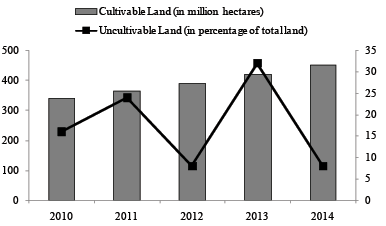 Cultivable Land (in million hectares)
Uncultivable Land (in percentage of total land)
500 35
400 30
300 25
200 20
100 15
0 10
5
0
2010 2011 2012 2013 2014